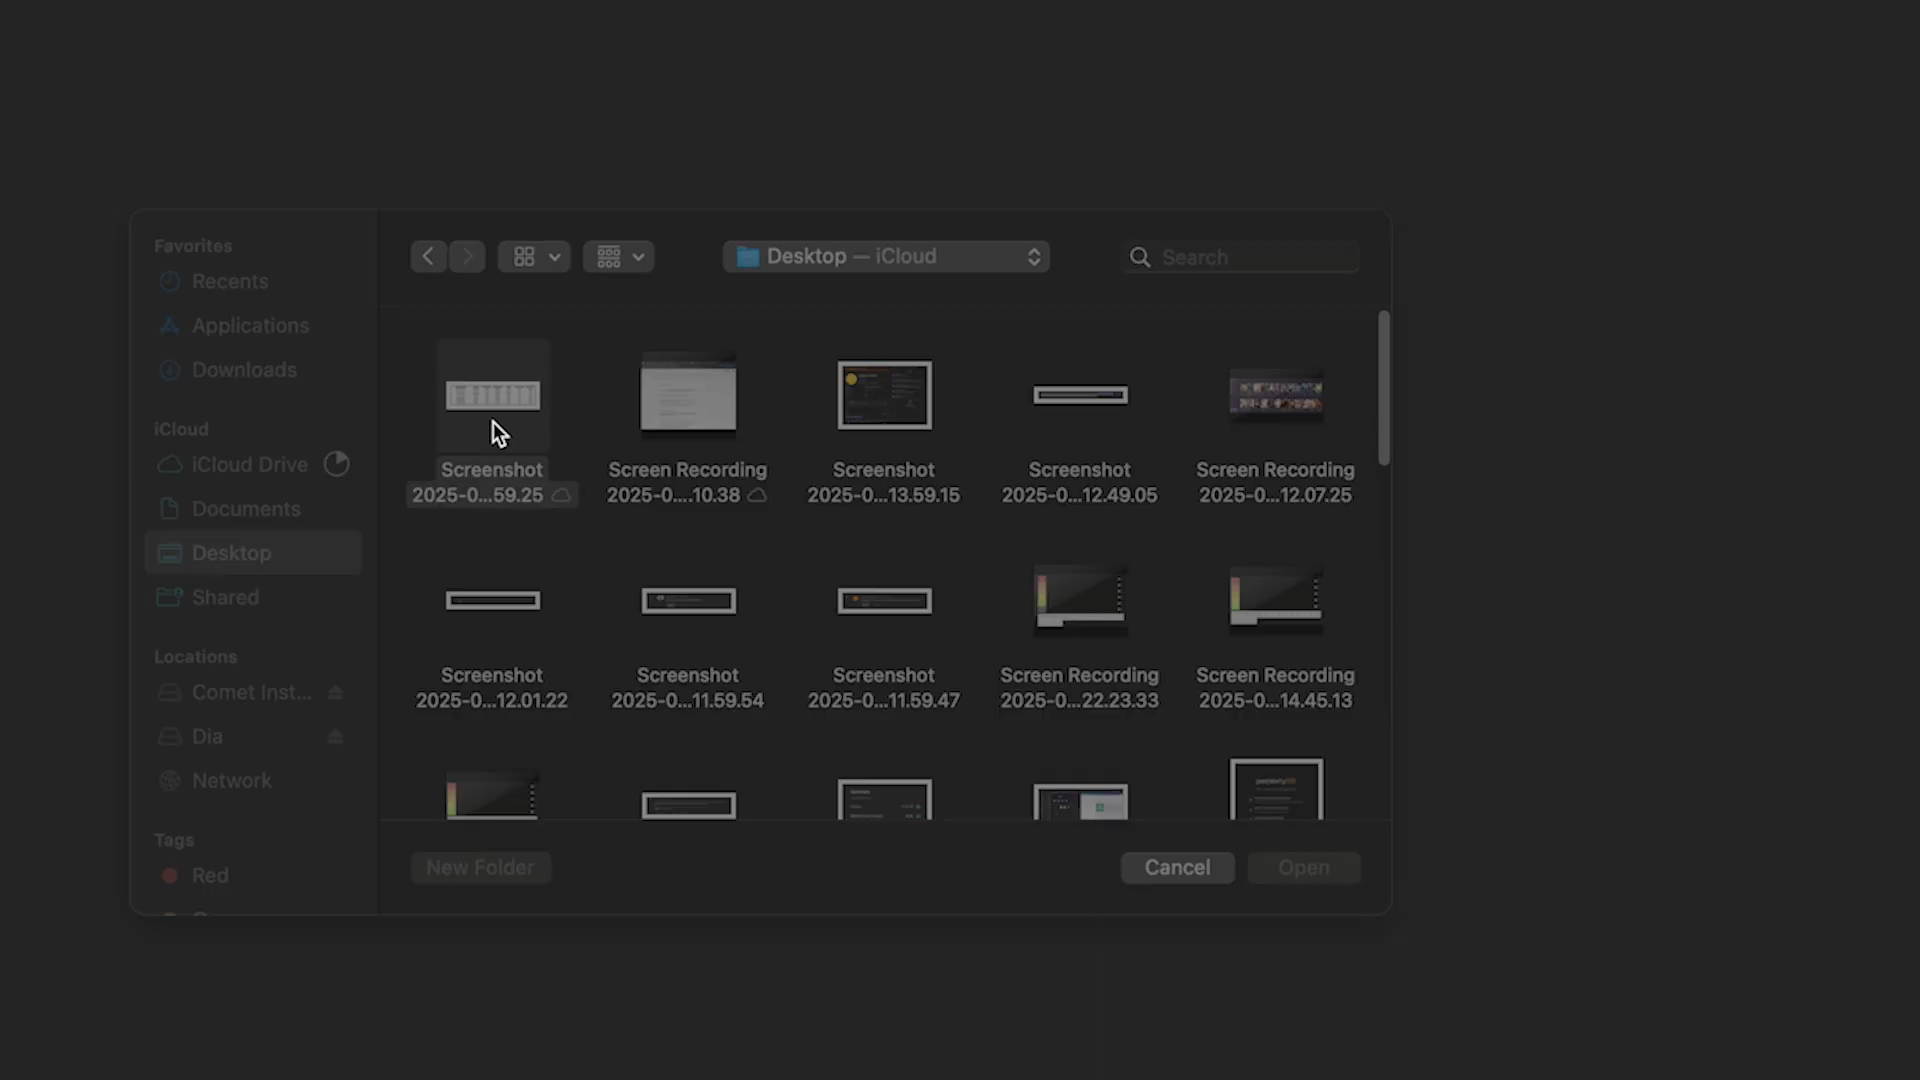 Favorites
Recents
Applications
Downloads
iCloud
iCloud Drive
Documents
Desktop
Shared
Locations
Comet Inst...
Dia
Network
Tags
Red
Desktop — iCloud
Search
Screenshot
2025-0...59.25
Screen Recording
2025-0....10.38
Screenshot
2025-0...13.59.15
Screenshot
2025-0...12.49.05
Screen Recording
2025-0...12.07.25
Screenshot
2025-0...12.01.22
Screenshot
2025-0...11.59.54
Screenshot
2025-0...11.59.47
Screen Recording
2025-0...22.23.33
Screen Recording
2025-0...14.45.13
New Folder
Cancel
Open